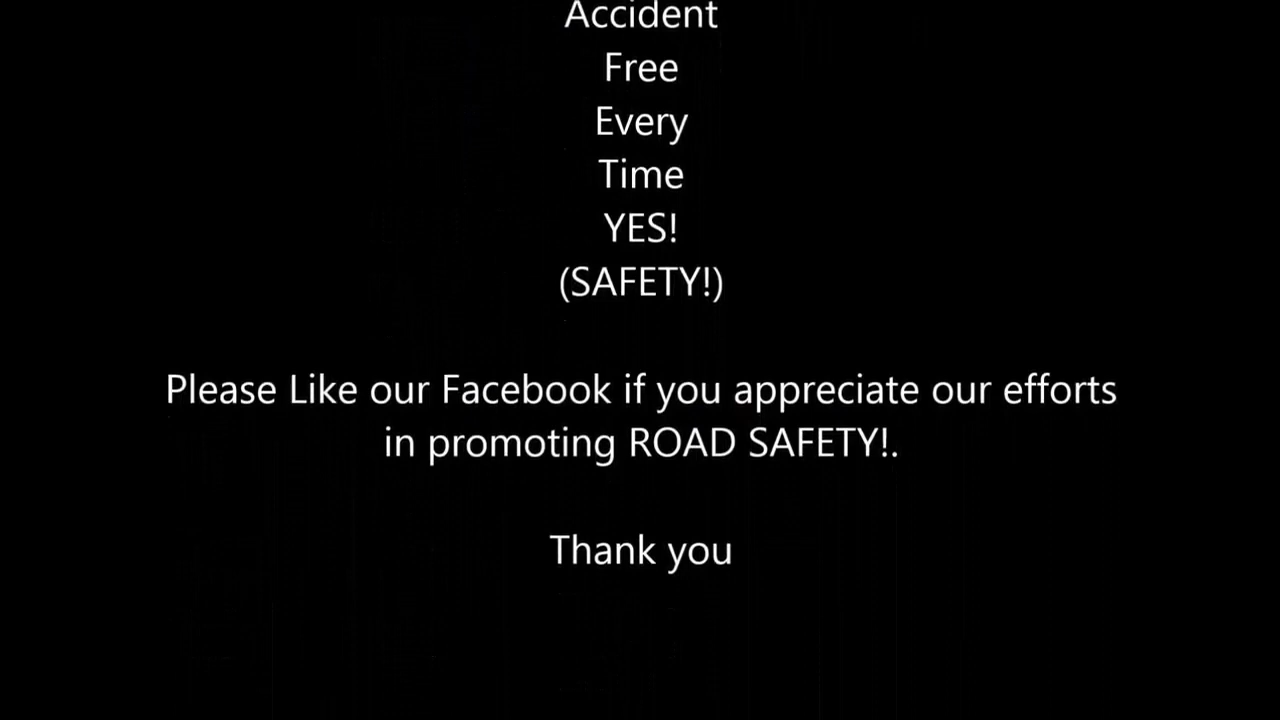 Accident
Free
Every
Time
YES!
(SAFETY!)
Please Like our Facebook if you appreciate our efforts
in promoting ROAD SAFETY!.
Thank you